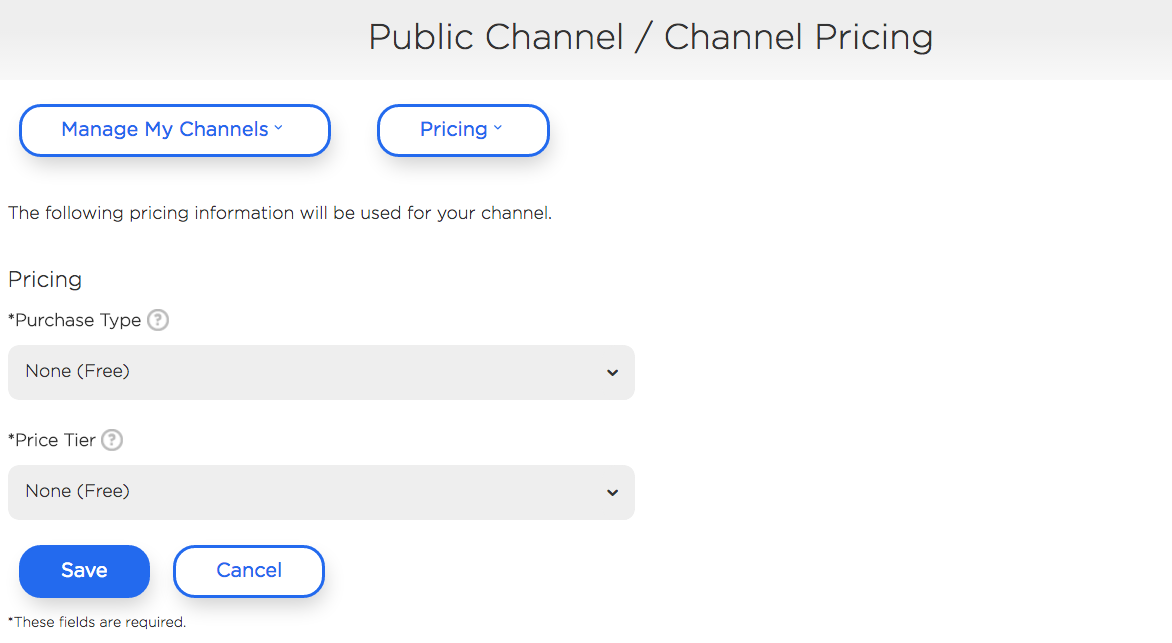 Public Channel / Channel Pricing
Manage My Channels
Pricing
The following pricing information will be used for your channel.
Pricing
*Purchase Type ?
None (Free)
*Price Tier ?
None (Free)
Save
Cancel
*These fields are required.